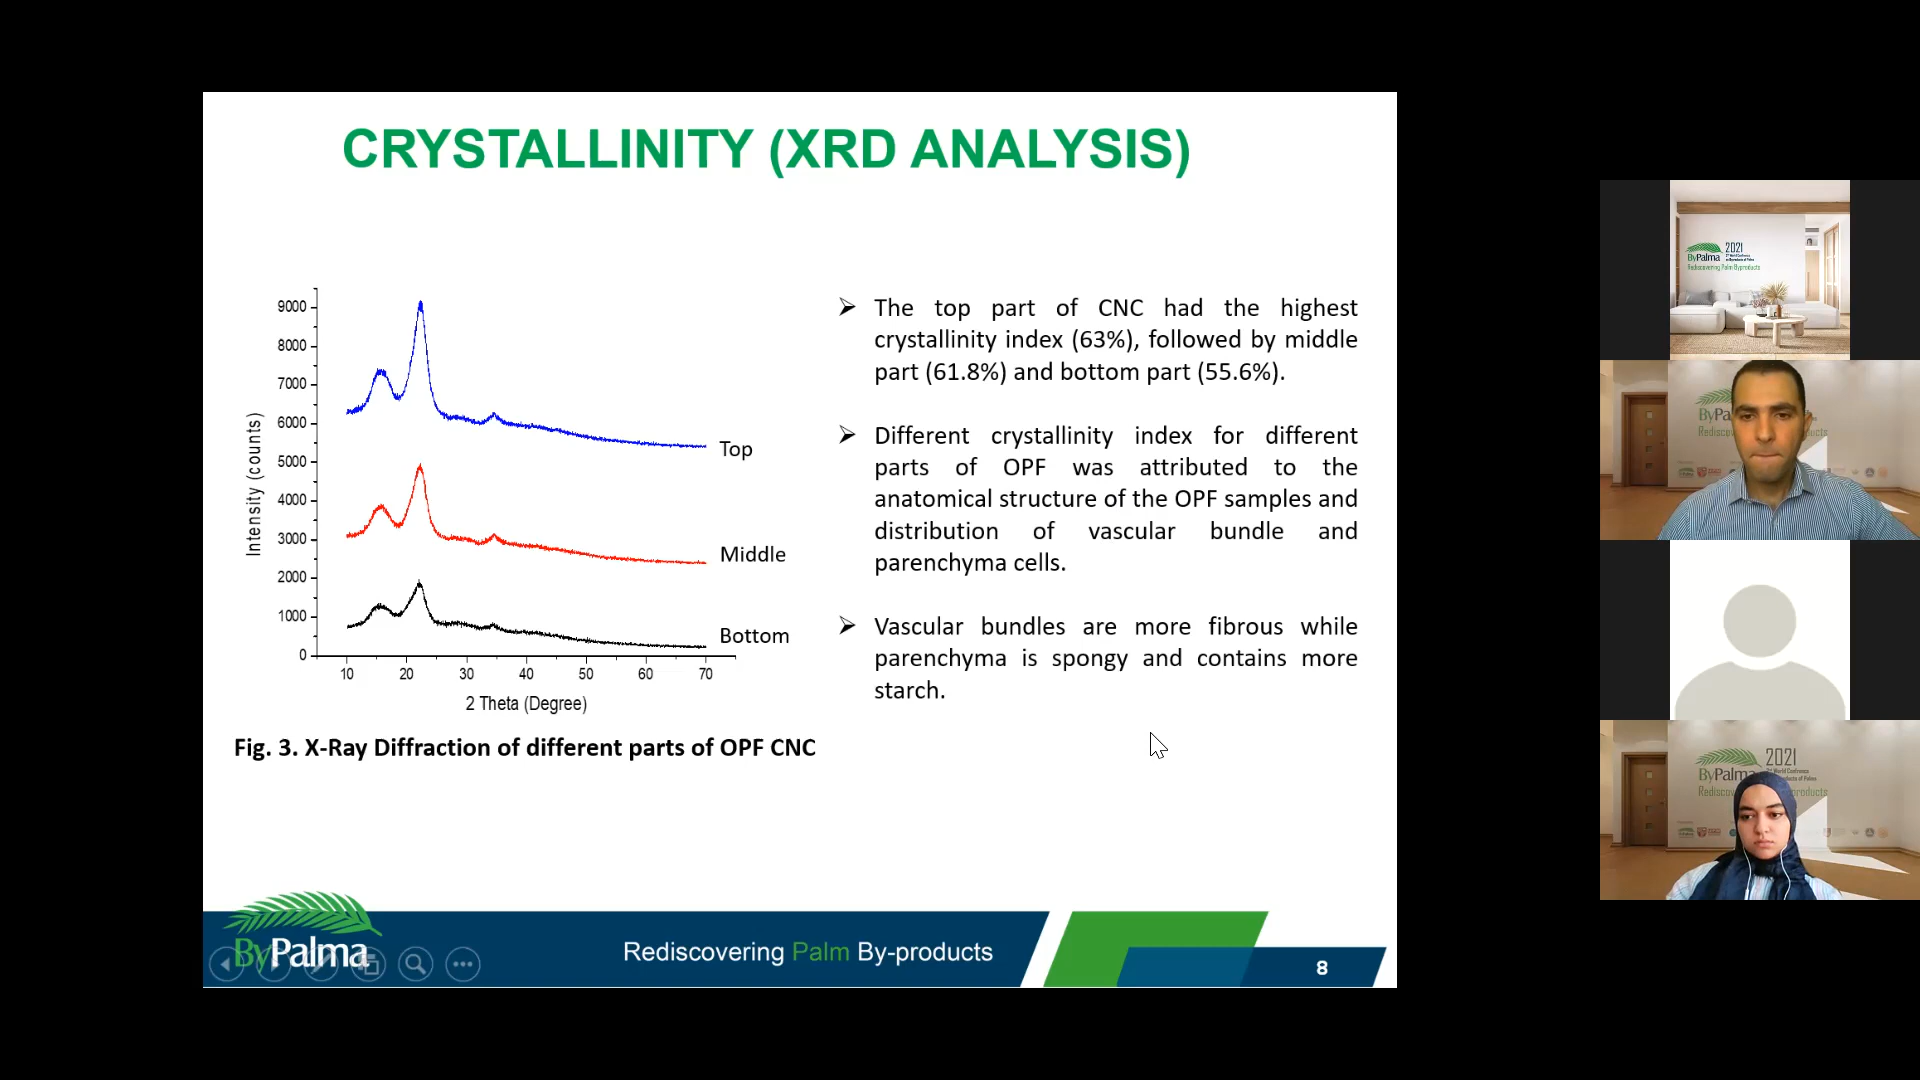 CRYSTALLINITY (XRD ANALYSIS)
9000
8000
7000
6000
5000
4000
3000
2000
1000
0
Intensity (counts)
Top
Middle
Bottom
10 20 30 40 50 60 70
2 Theta (Degree)
Fig. 3. X-Ray Diffraction of different parts of OPF CNC
➢ The top part of CNC had the highest
crystallinity index (63%), followed by middle
part (61.8%) and bottom part (55.6%).
➢ Different crystallinity index for different
parts of OPF was attributed to the
anatomical structure of the OPF samples and
distribution of vascular bundle and
parenchyma cells.
➢ Vascular bundles are more fibrous while
parenchyma is spongy and contains more
starch.
ByPalma
Rediscovering Palm By-products
8
2021
ByPalma
Rediscovering Palm Byproducts
2021
ByPalma